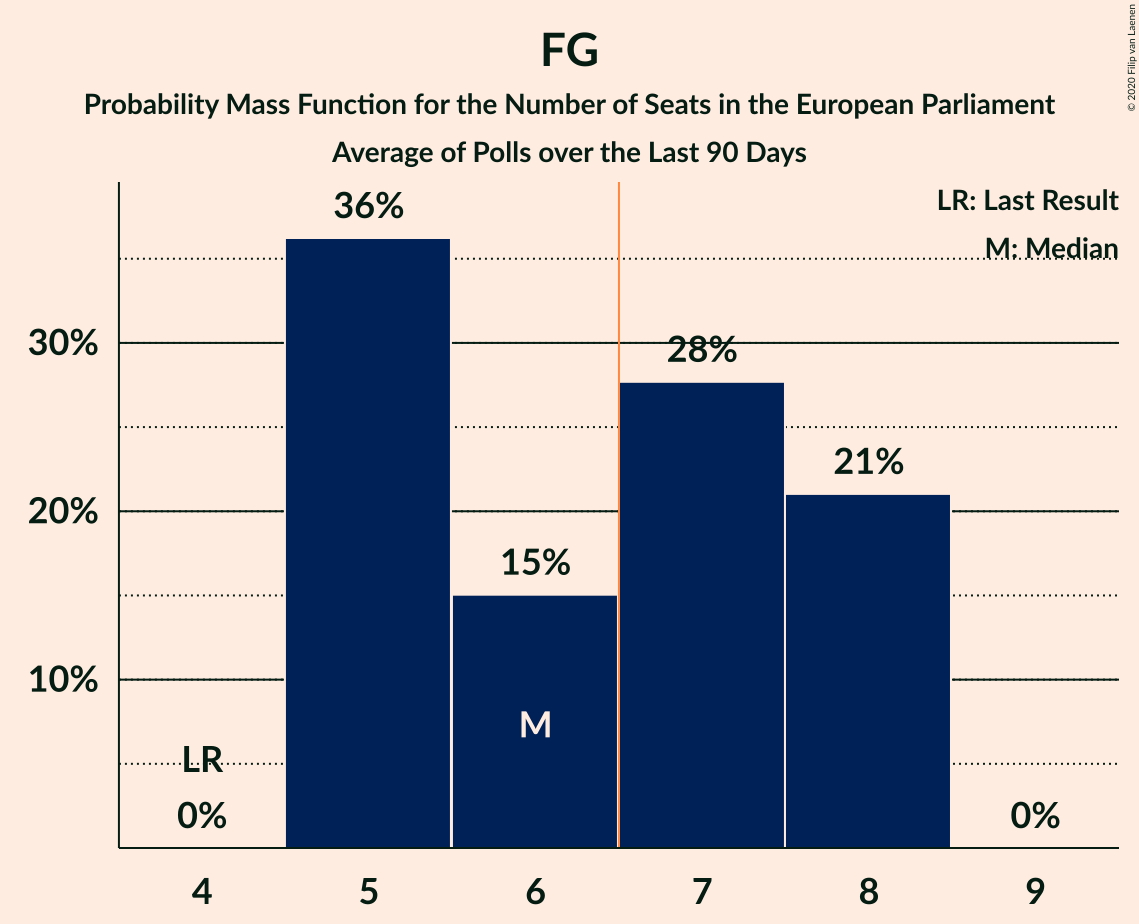 FG
Probability Mass Function for the Number of Seats in the European Parliament
Average of Polls over the Last 90 Days
© 2020 Filip van Laenen
LR: Last Result
M: Median
36%
28%
21%
15%
M
LR
0%
0%
30%
20%
10%
4 5 6 7 8 9